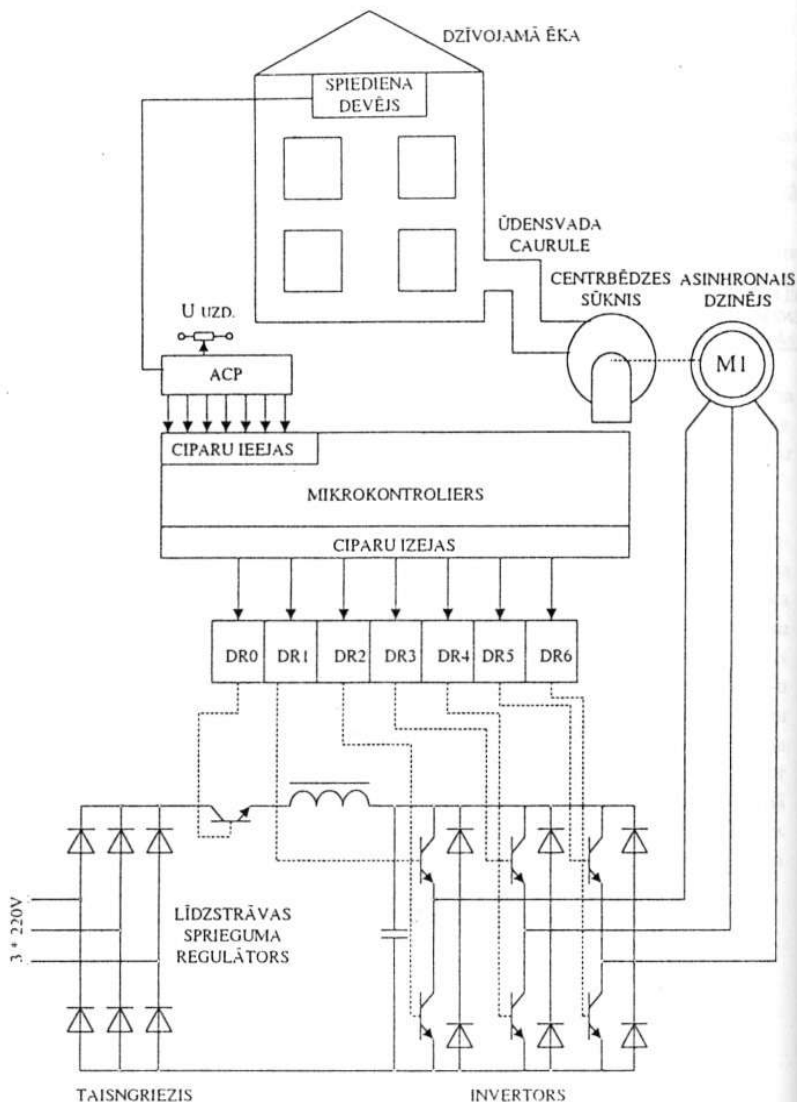 DZĪVOJAMĀ ĒKA
SPIEDIENA
DEVĒJS
ŪDENSVADA
CAURULE
CENTRBĒDZES
SŪKNIS
ASINHRONAIS
DZINĒJS
U UZD.
M1
ACP
CIPARU IEEJAS
MIKROKONTROLIERS
CIPARU IZEJAS
DR0 DR1 DR2 DR3 DR4 DR5 DR6
3 * 220V
LĪDZSTRĀVAS
SPRIEGUMA
REGULĀTORS
TAISNGRIEZIS
INVERTORS